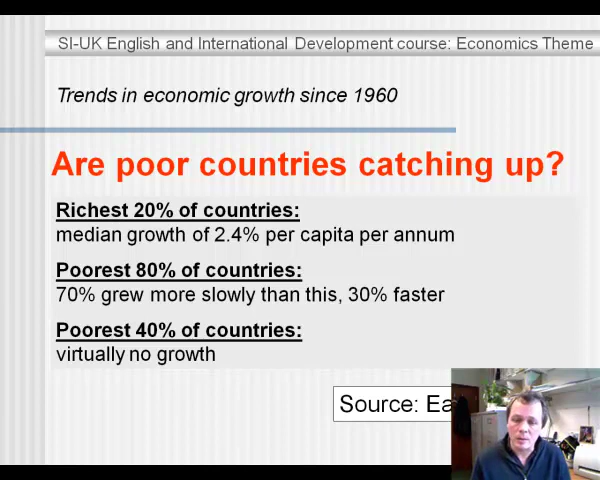 SI-UK English and International Development course: Economics Theme
Trends in economic growth since 1960
Are poor countries catching up?
Richest 20% of countries:
median growth of 2.4% per capita per annum
Poorest 80% of countries:
70% grew more slowly than this, 30% faster
Poorest 40% of countries:
virtually no growth
Source: